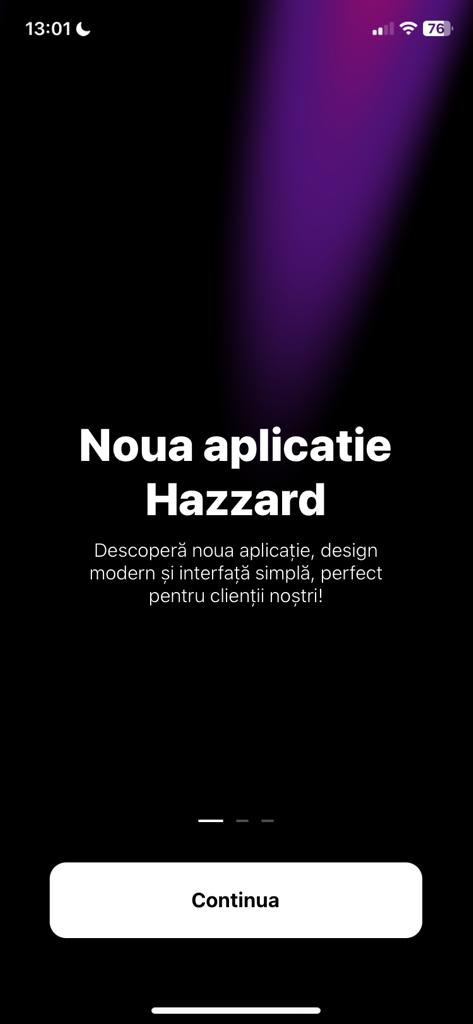 13:01
76
Noua aplicatie
Hazzard
Descoperă noua aplicație, design
modern și interfață simplă, perfect
pentru clienții noștri!
Continua